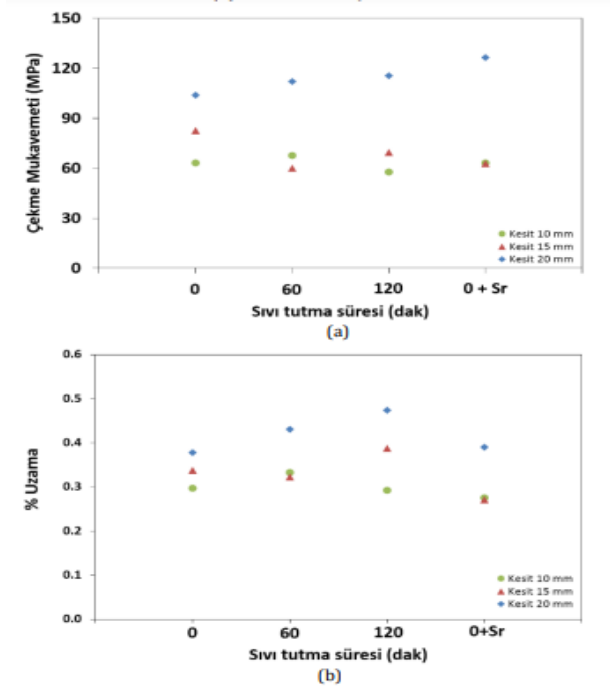 150
120
90
60
30
0
Çekme Mukavemeti (MPa)
Kesit 10 mm
Kesit 15 mm
Kesit 20 mm
0 60 120 0 + Sr
Sıvı tutma süresi (dak)
(a)
0.6
0.5
0.4
0.3
0.2
0.1
0.0
% Uzama
Kesit 10 mm
Kesit 15 mm
Kesit 20 mm
0 60 120 0+Sr
Sıvı tutma süresi (dak)
(b)